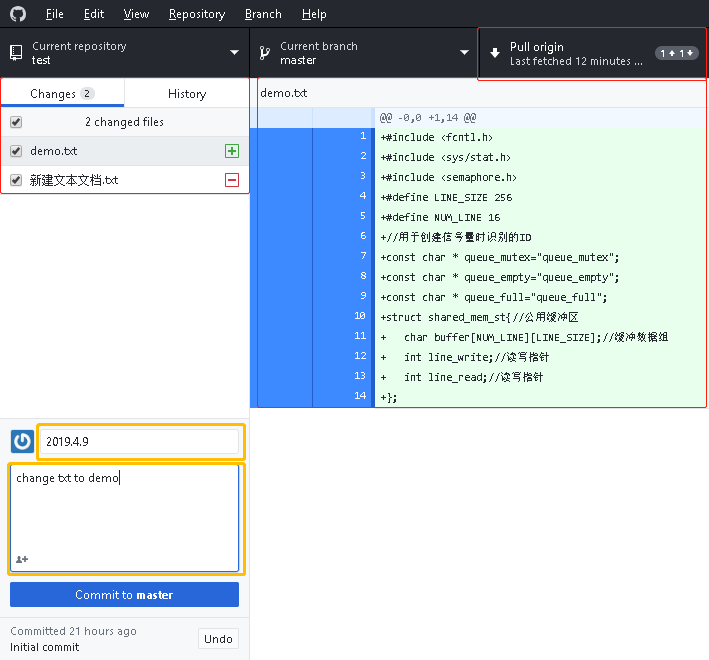 File Edit View Repository Branch Help
Current repository
test
Current branch
master
Pull origin
Last fetched 12 minutes ...
1 1
Changes 2
History
2 changed files
demo.txt
新建文本文档.txt
demo.txt
@@ -0,0 +1,14 @@
1 +#include <fcntl.h>
2 +#include <sys/stat.h>
3 +#include <semaphore.h>
4 +#define LINE_SIZE 256
5 +#define NUM_LINE 16
6 +//用于创建信号量时识别的ID
7 +const char * queue_mutex="queue_mutex";
8 +const char * queue_empty="queue_empty";
9 +const char * queue_full="queue_full";
10 +struct shared_mem_st{//公用缓冲区
11 +   char buffer[NUM_LINE][LINE_SIZE];//缓冲数据组
12 +   int line_write;//读写指针
13 +   int line_read;//读写指针
14 +};
2019.4.9
change txt to demo
Commit to master
Committed 21 hours ago
Initial commit
Undo